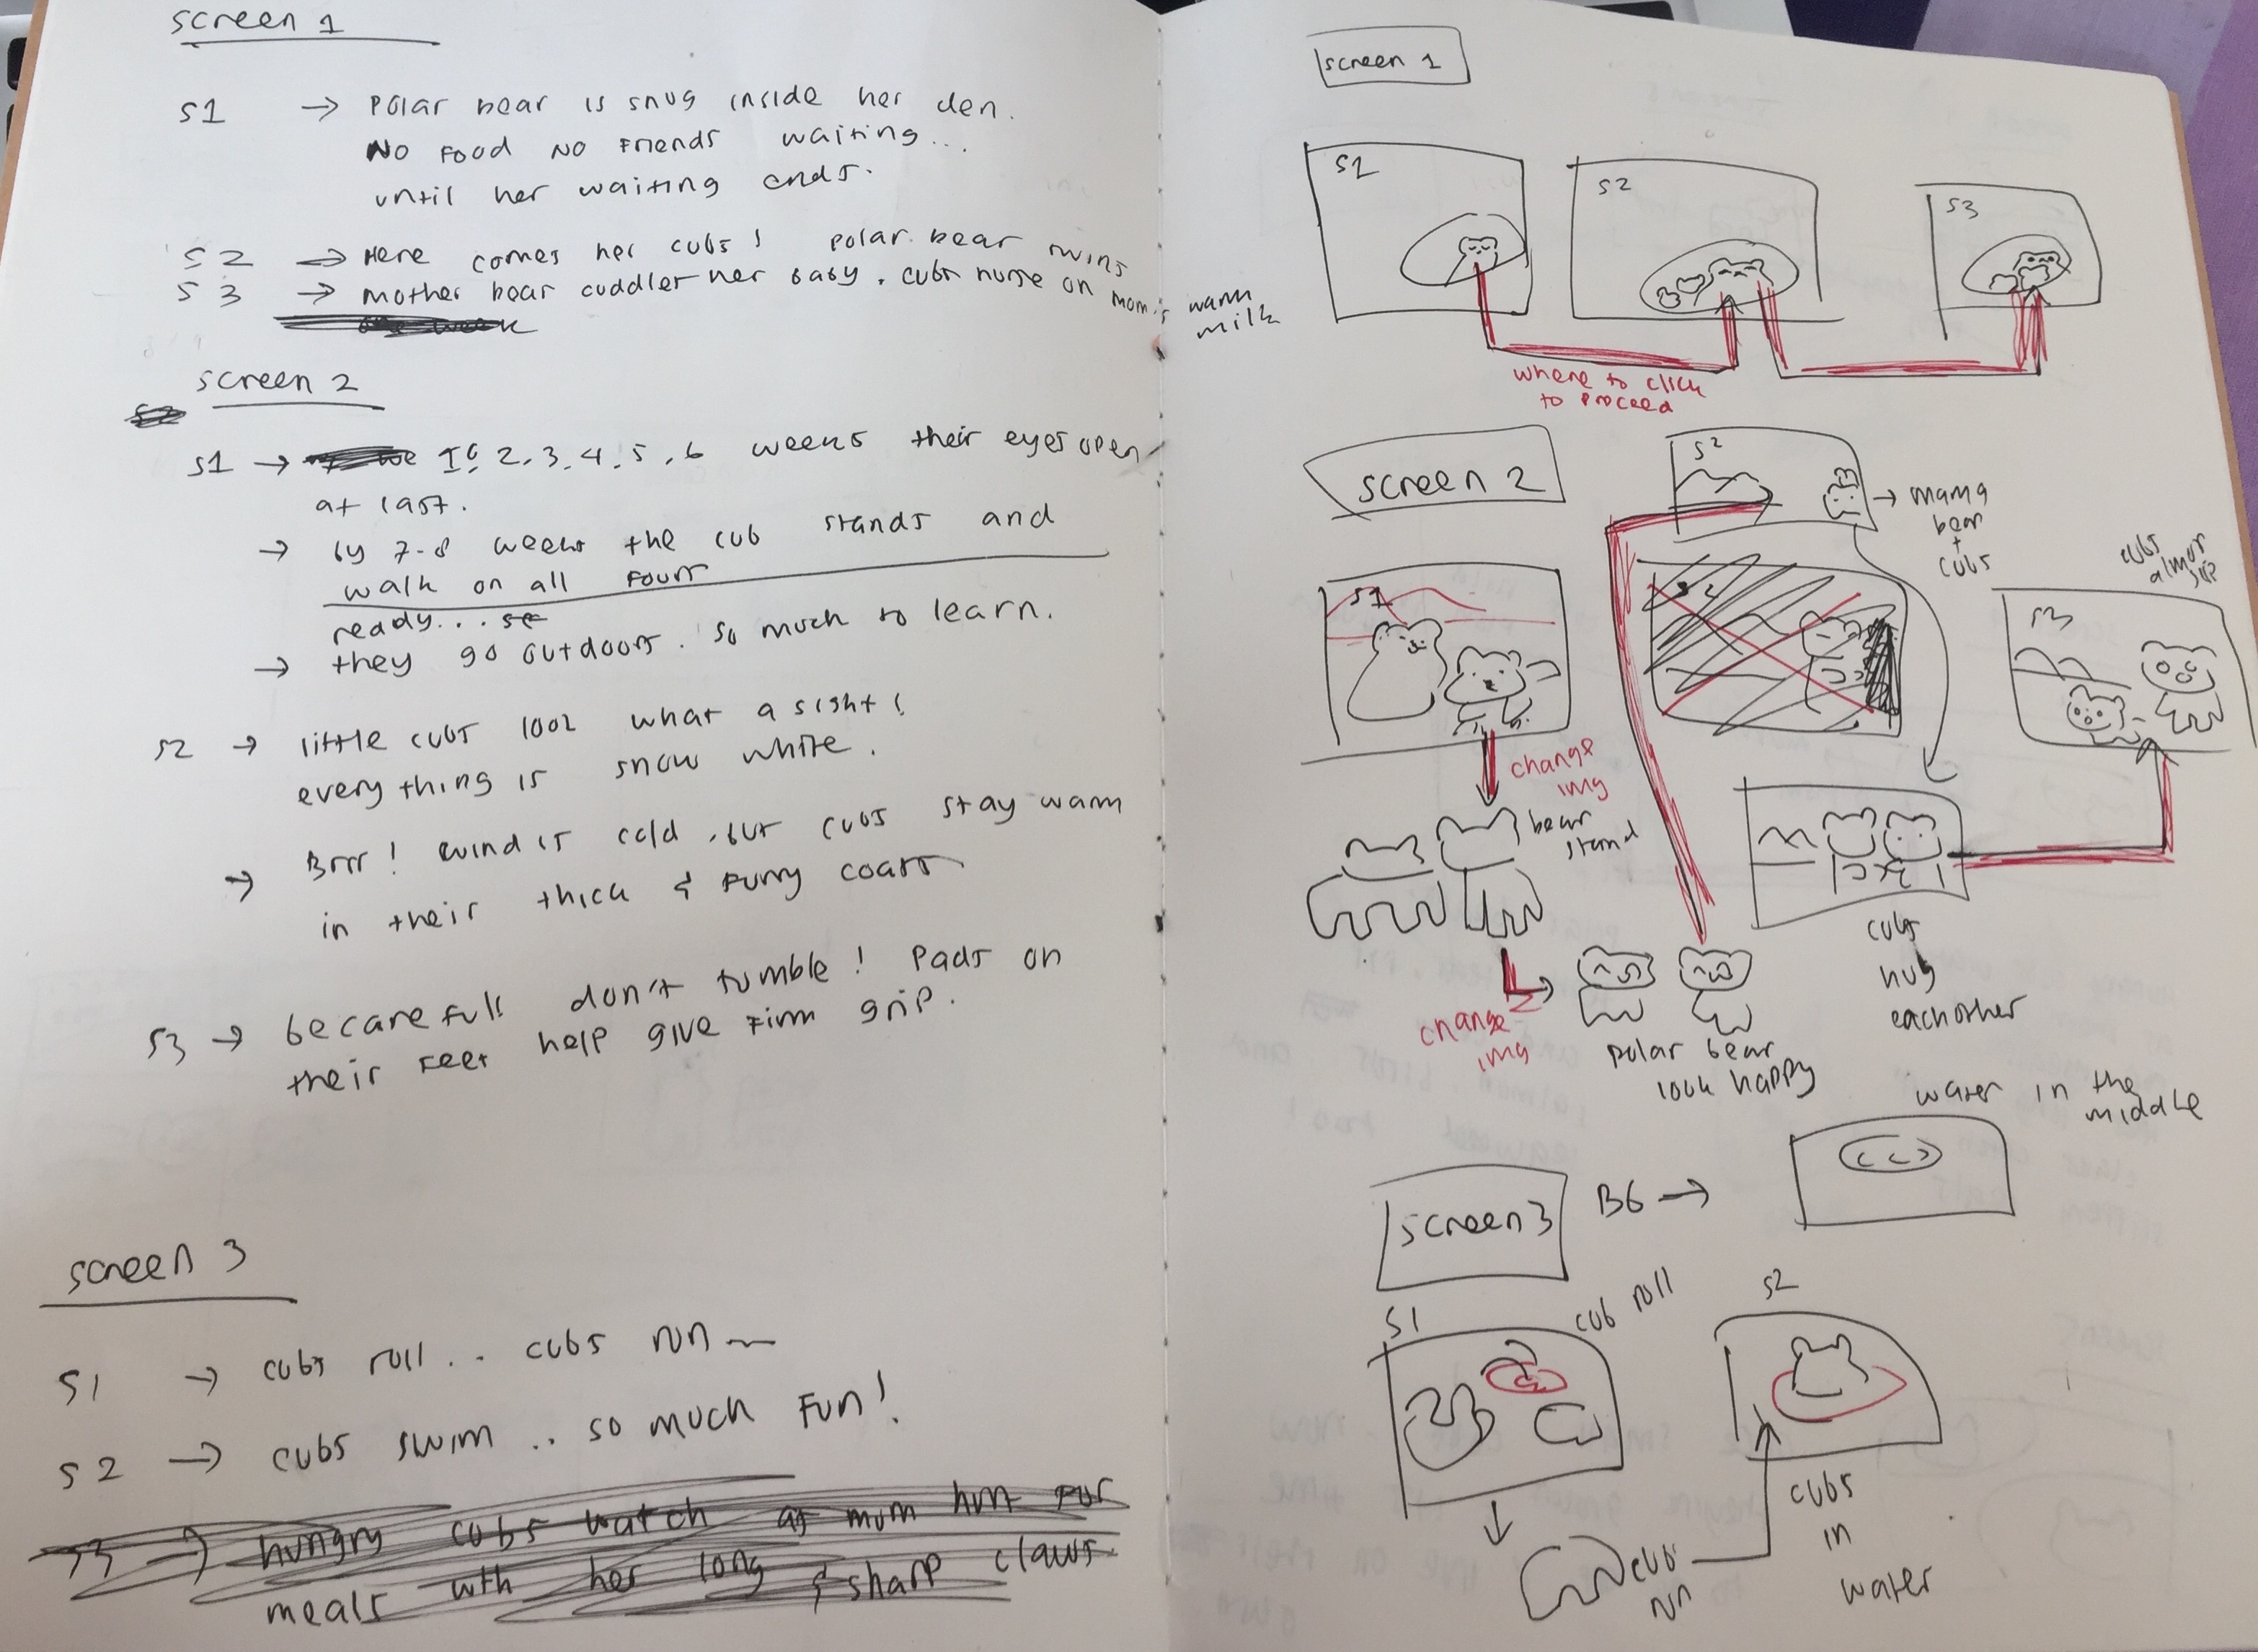 screen 1
S1 → Polar bear is snug inside her den.
No food No Friends waiting...
until her waiting ends.
S2 → Here comes her cubs! polar bear twins
S3 → mother bear cuddler her baby. cubs nurse on mom's warm
milk
screen 2
S1 → 2, 3, 4, 5, 6 weeks their eyes open
at last.
→ by 7-8 weeks the cub stands and
walk on all fours
ready...
→ they go outdoors. so much to learn.
S2 → little cubs look what a sight!
everything is snow white.
→ Brrr! wind is cold, but cubs stay warm
in their thick & furry coats
S3 → be carefull don't tumble! Pads on
their feet help give firm grip.
screen 3
S1 → cubs roll.. cubs run
S2 → cubs swim.. so much Fun!
S3 → hungry cubs watch as mum hunt for
meals with her long & sharp claws.
screen 1
S1
S2
S3
where to click
to proceed
screen 2
S2
→ mama
bear
+
cubs
S1
cubs
almost
slip
S3
change
img
bear
stand
change
img
polar bear
look happy
cubs
hug
eachother
water in the
middle
screen 3
BG →
S1
cub roll
S2
cub
run
cubs
in
water